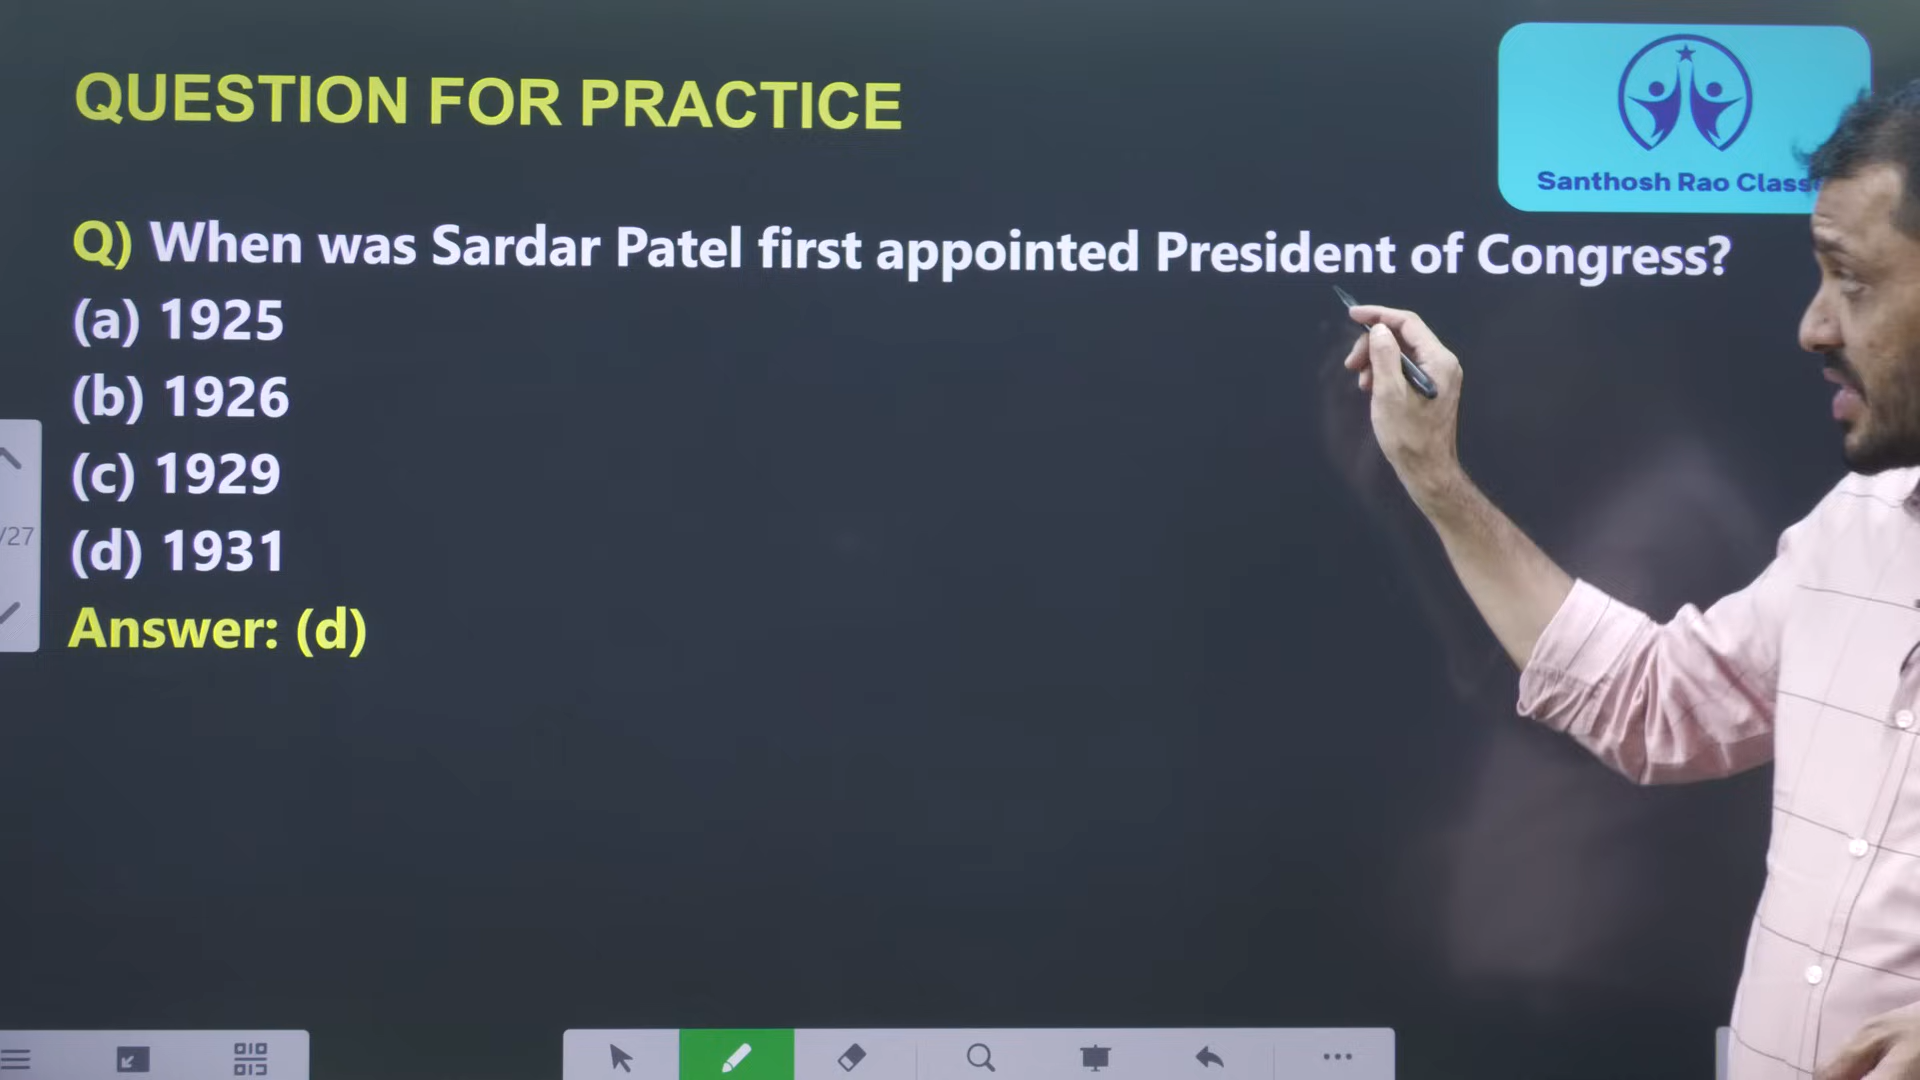 QUESTION FOR PRACTICE
Santhosh Rao
Q) When was Sardar Patel first appointed President of Congress?
(a) 1925
(b) 1926
(c) 1929
/27
(d) 1931
Answer: (d)